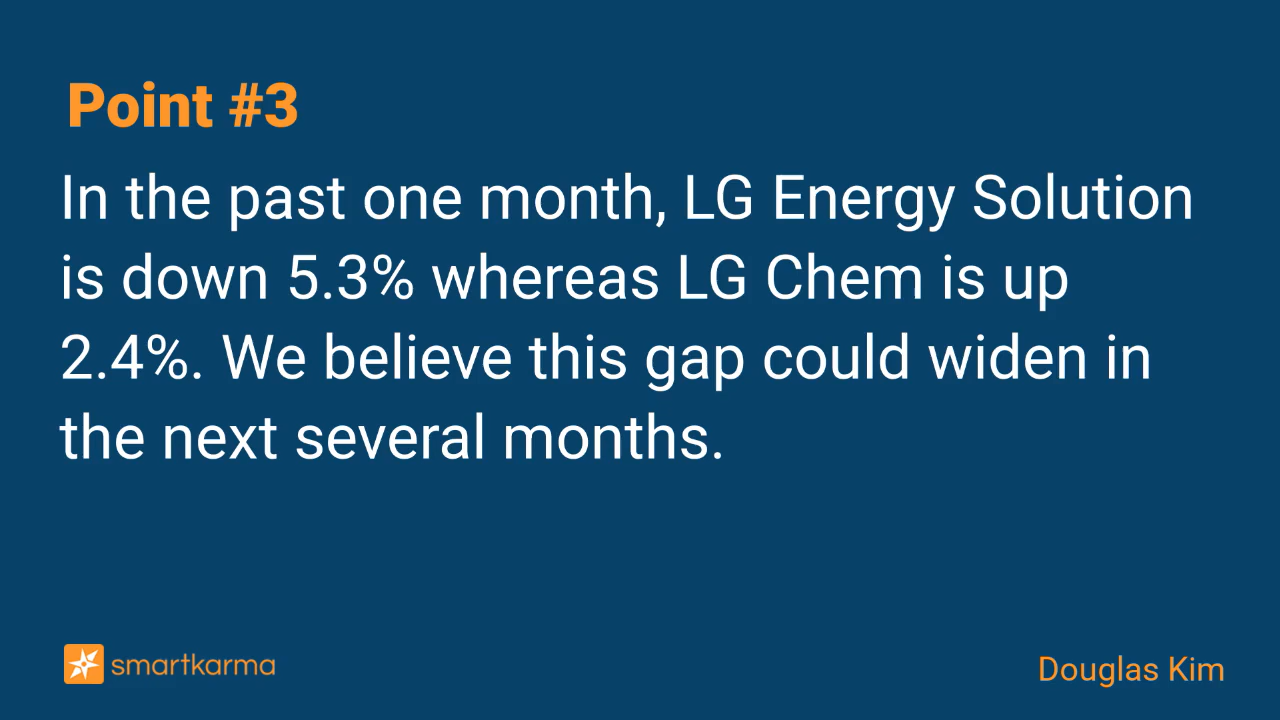 Point #3
In the past one month, LG Energy Solution
is down 5.3% whereas LG Chem is up
2.4%. We believe this gap could widen in
the next several months.
smartkarma
Douglas Kim